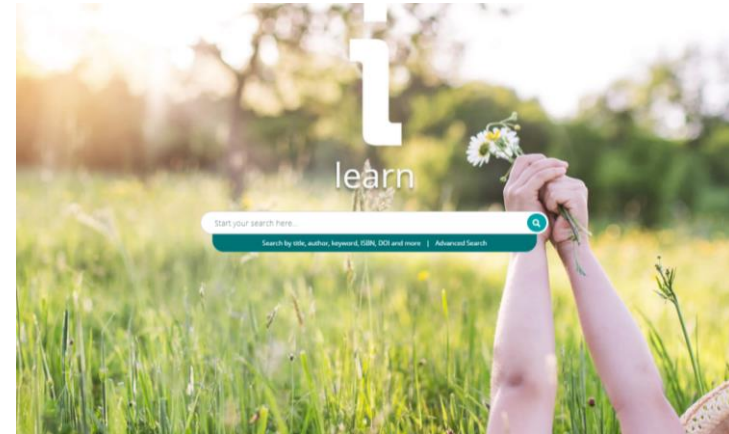 i
learn
Start your search here...
Search by title, author, keyword, ISBN, DOI and more | Advanced Search